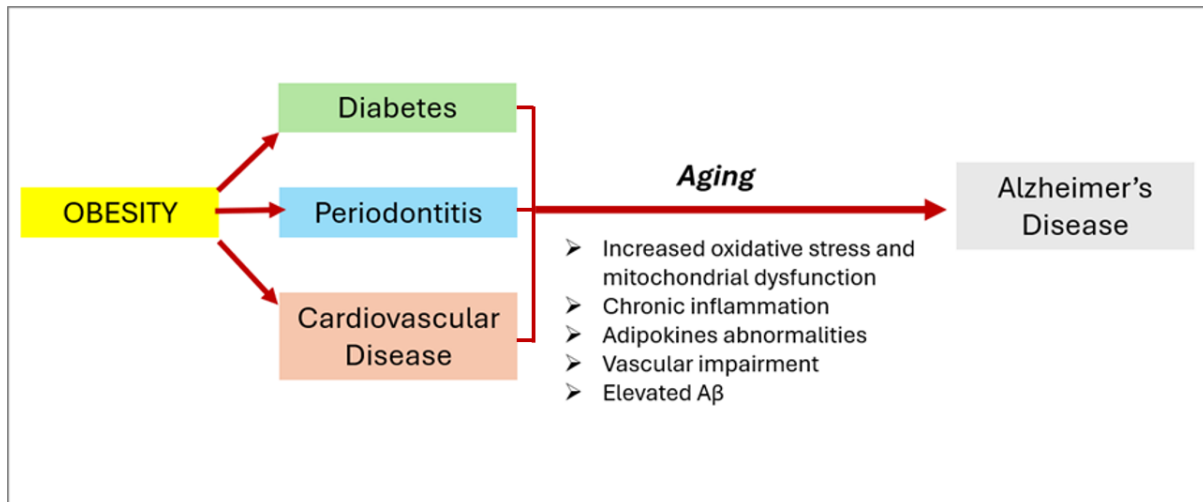 Diabetes
OBESITY
Periodontitis
Cardiovascular
Disease
Aging
➢ Increased oxidative stress and
mitochondrial dysfunction
➢ Chronic inflammation
➢ Adipokines abnormalities
➢ Vascular impairment
➢ Elevated Aβ
Alzheimer’s
Disease